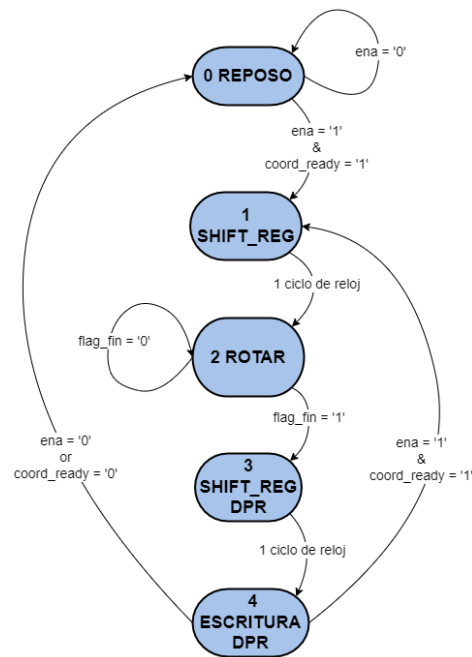 0 REPOSO
ena = '0'
ena = '1'
&
coord_ready = '1'
1
SHIFT_REG
1 ciclo de reloj
flag_fin = '0'
2 ROTAR
flag_fin = '1'
ena = '0'
or
coord_ready = '0'
ena = '1'
&
coord_ready = '1'
3
SHIFT_REG
DPR
1 ciclo de reloj
4
ESCRITURA
DPR